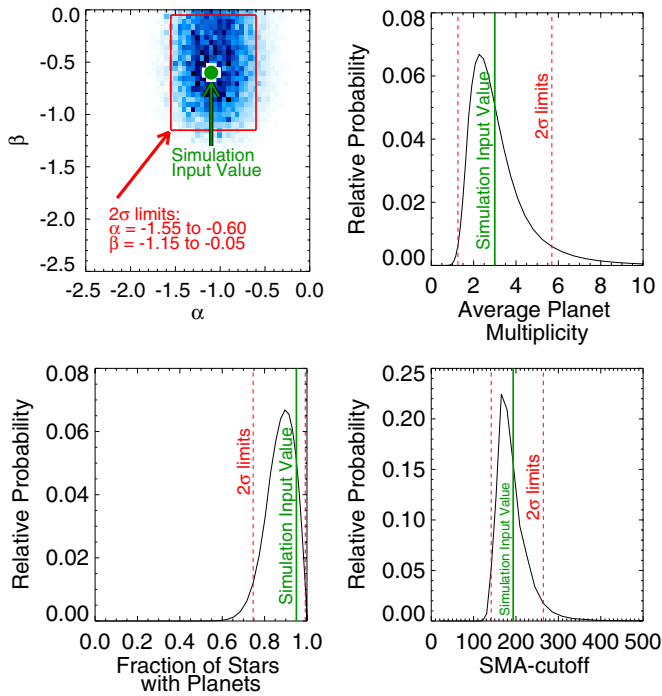 0.0
-0.5
-1.0
-1.5
-2.0
-2.5
β
-2.5 -2.0 -1.5 -1.0 -0.5 0.0
α
Simulation
Input Value
2σ limits:
α = -1.55 to -0.60
β = -1.15 to -0.05
0.08
0.06
0.04
0.02
0.00
Relative Probability
Simulation Input Value
2σ limits
0 2 4 6 8 10
Average Planet
Multiplicity
0.08
0.06
0.04
0.02
0.00
Relative Probability
2σ limits
Simulation Input Value
0.0 0.2 0.4 0.6 0.8 1.0
Fraction of Stars
with Planets
0.25
0.20
0.15
0.10
0.05
0.00
Relative Probability
Simulation Input Value
2σ limits
0 100 200 300 400 500
SMA-cutoff